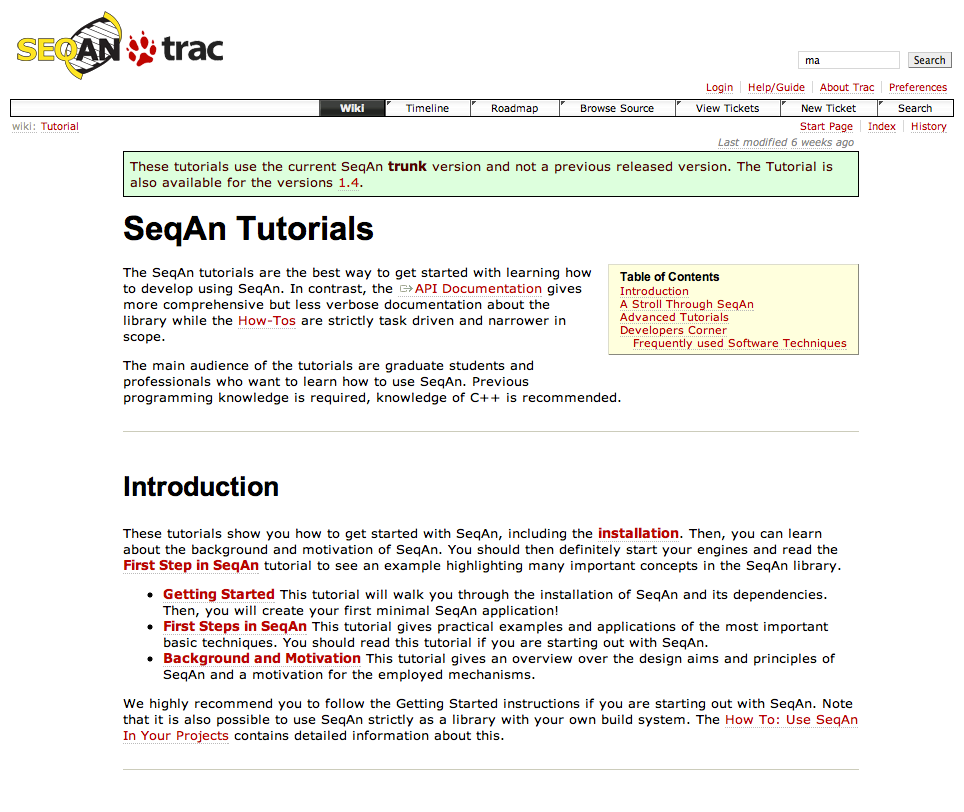 SEQAN trac
ma
Search
Login Help/Guide About Trac Preferences
Wiki Timeline Roadmap Browse Source View Tickets New Ticket Search
wiki: Tutorial
Start Page Index History
Last modified 6 weeks ago
These tutorials use the current SeqAn trunk version and not a previous released version. The Tutorial is
also available for the versions 1.4.
SeqAn Tutorials
The SeqAn tutorials are the best way to get started with learning how
to develop using SeqAn. In contrast, the API Documentation gives
more comprehensive but less verbose documentation about the
library while the How-Tos are strictly task driven and narrower in
scope.
Table of Contents
Introduction
A Stroll Through SeqAn
Advanced Tutorials
Developers Corner
Frequently used Software Techniques
The main audience of the tutorials are graduate students and
professionals who want to learn how to use SeqAn. Previous
programming knowledge is required, knowledge of C++ is recommended.
Introduction
These tutorials show you how to get started with SeqAn, including the installation. Then, you can learn
about the background and motivation of SeqAn. You should then definitely start your engines and read the
First Step in SeqAn tutorial to see an example highlighting many important concepts in the SeqAn library.
• Getting Started This tutorial will walk you through the installation of SeqAn and its dependencies.
Then, you will create your first minimal SeqAn application!
• First Steps in SeqAn This tutorial gives practical examples and applications of the most important
basic techniques. You should read this tutorial if you are starting out with SeqAn.
• Background and Motivation This tutorial gives an overview over the design aims and principles of
SeqAn and a motivation for the employed mechanisms.
We highly recommend you to follow the Getting Started instructions if you are starting out with SeqAn. Note
that it is also possible to use SeqAn strictly as a library with your own build system. The How To: Use SeqAn
In Your Projects contains detailed information about this.